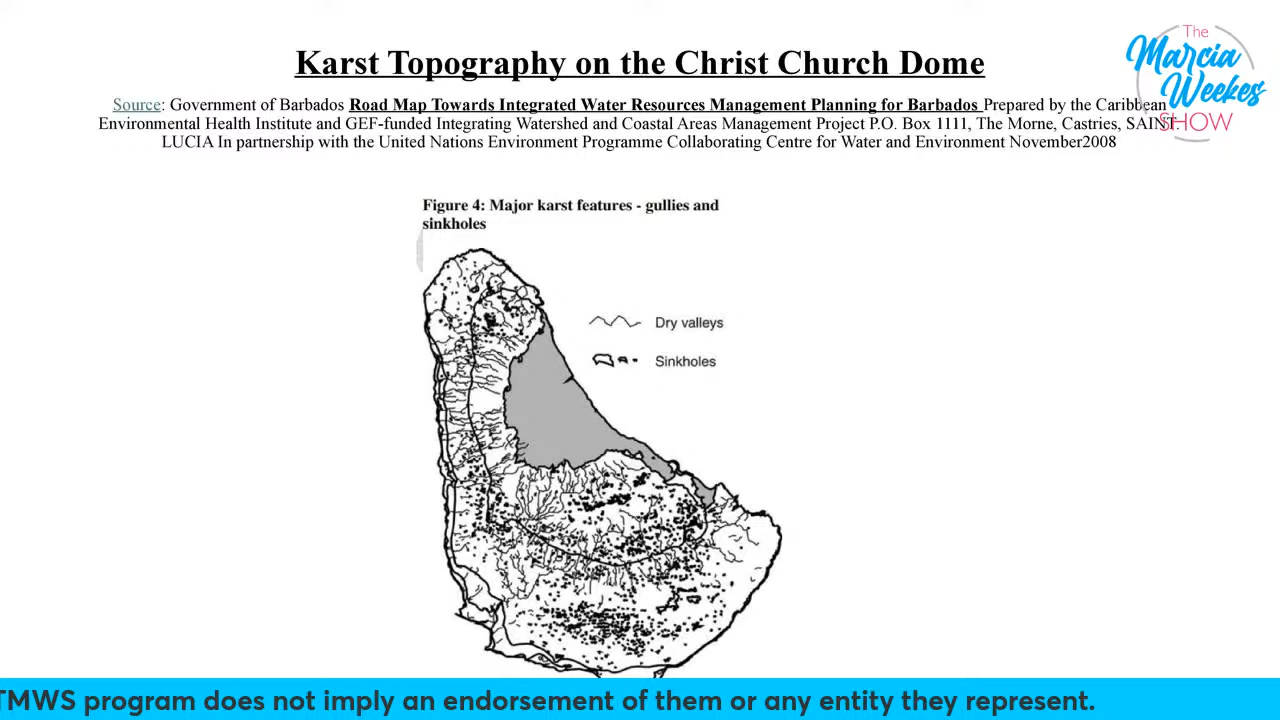 Karst Topography on the Christ Church Dome
The
Marcia
Weekes
SHOW
Source: Government of Barbados Road Map Towards Integrated Water Resources Management Planning for Barbados Prepared by the Caribbean
Environmental Health Institute and GEF-funded Integrating Watershed and Coastal Areas Management Project P.O. Box 1111, The Morne, Castries, SAINT.
LUCIA In partnership with the United Nations Environment Programme Collaborating Centre for Water and Environment November2008
Figure 4: Major karst features - gullies and
sinkholes
Dry valleys
Sinkholes
TMWS program does not imply an endorsement of them or any entity they represent.